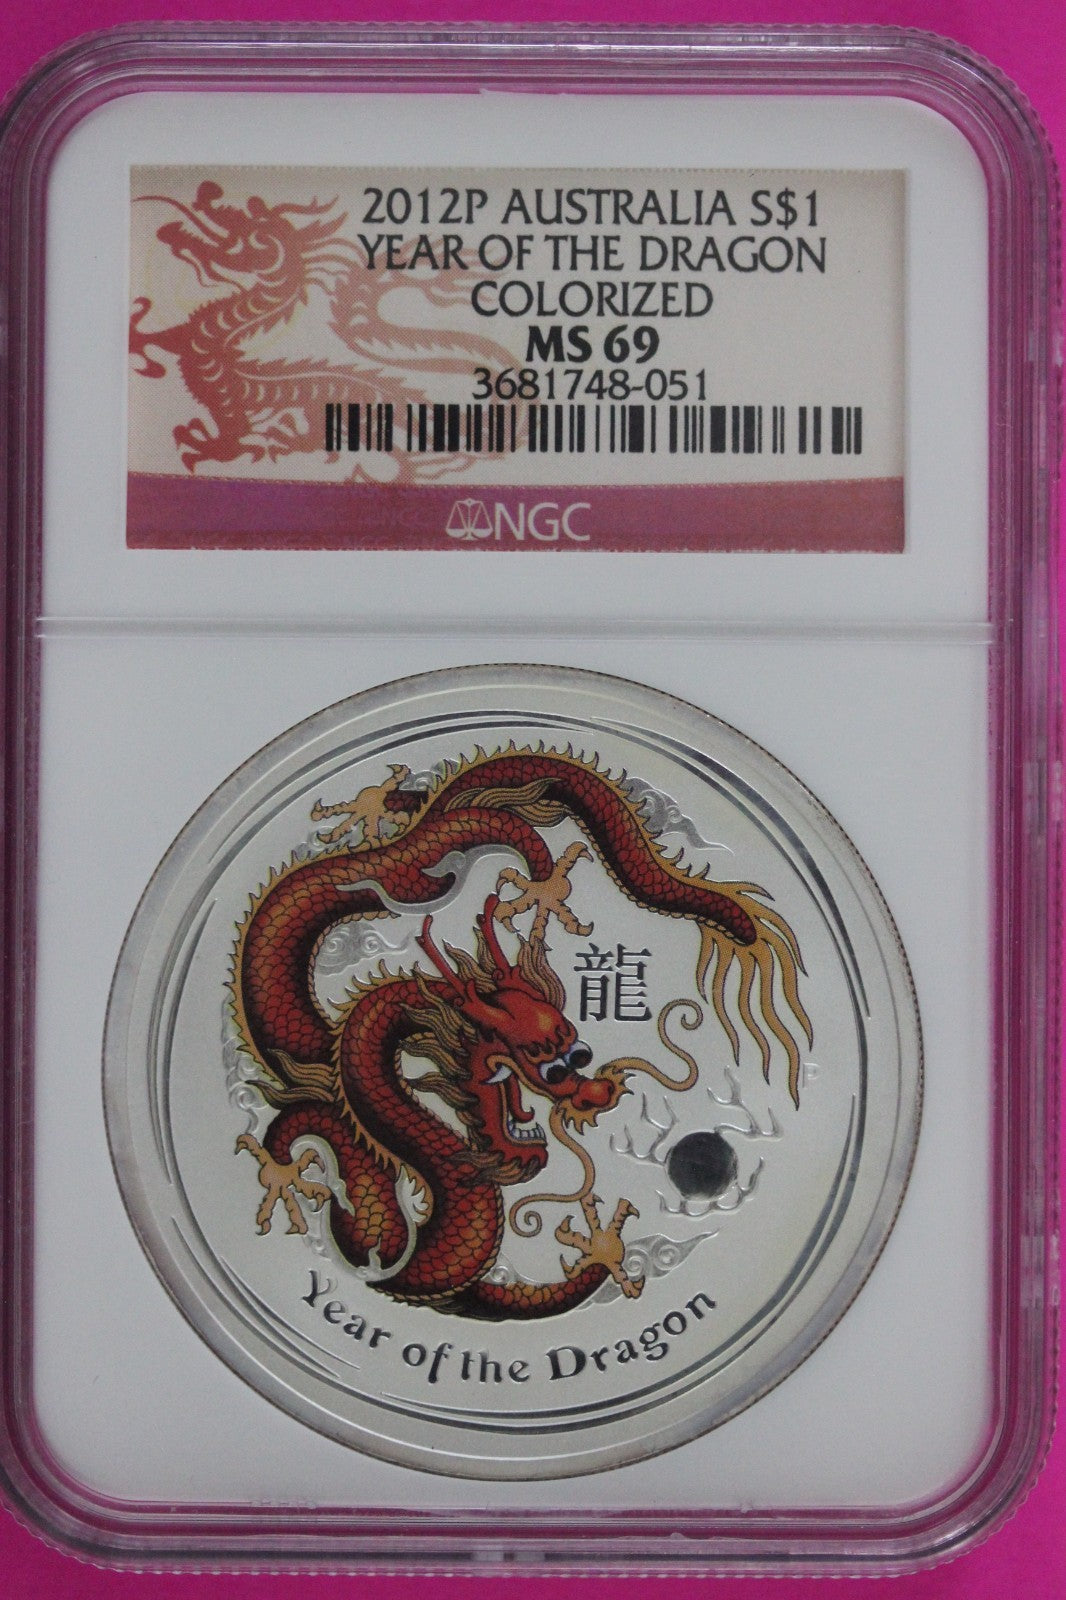 2012P AUSTRALIA S$1
YEAR OF THE DRAGON
COLORIZED
MS 69
3681748-051
NGC
龍
P
Year of the Dragon